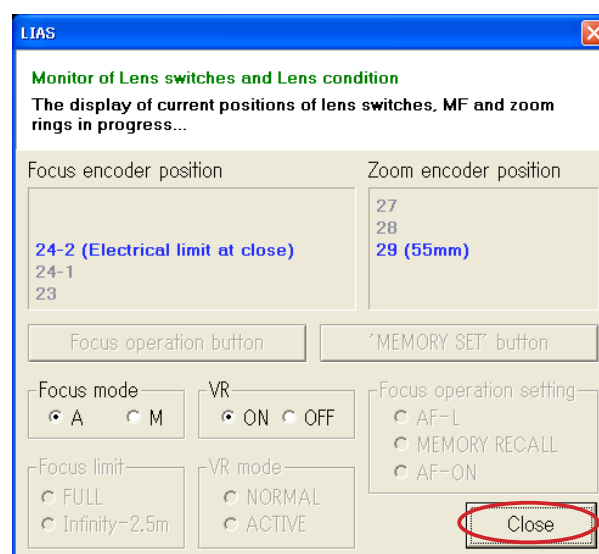 LIAS
Monitor of Lens switches and Lens condition
The display of current positions of lens switches, MF and zoom
rings in progress...
Focus encoder position
24-2 (Electrical limit at close)
24-1
23
Zoom encoder position
27
28
29 (55mm)
Focus operation button
'MEMORY SET' button
Focus mode
A M
VR
ON OFF
Focus operation setting
AF-L
MEMORY RECALL
AF-ON
Focus limit
FULL
Infinity-2.5m
VR mode
NORMAL
ACTIVE
Close